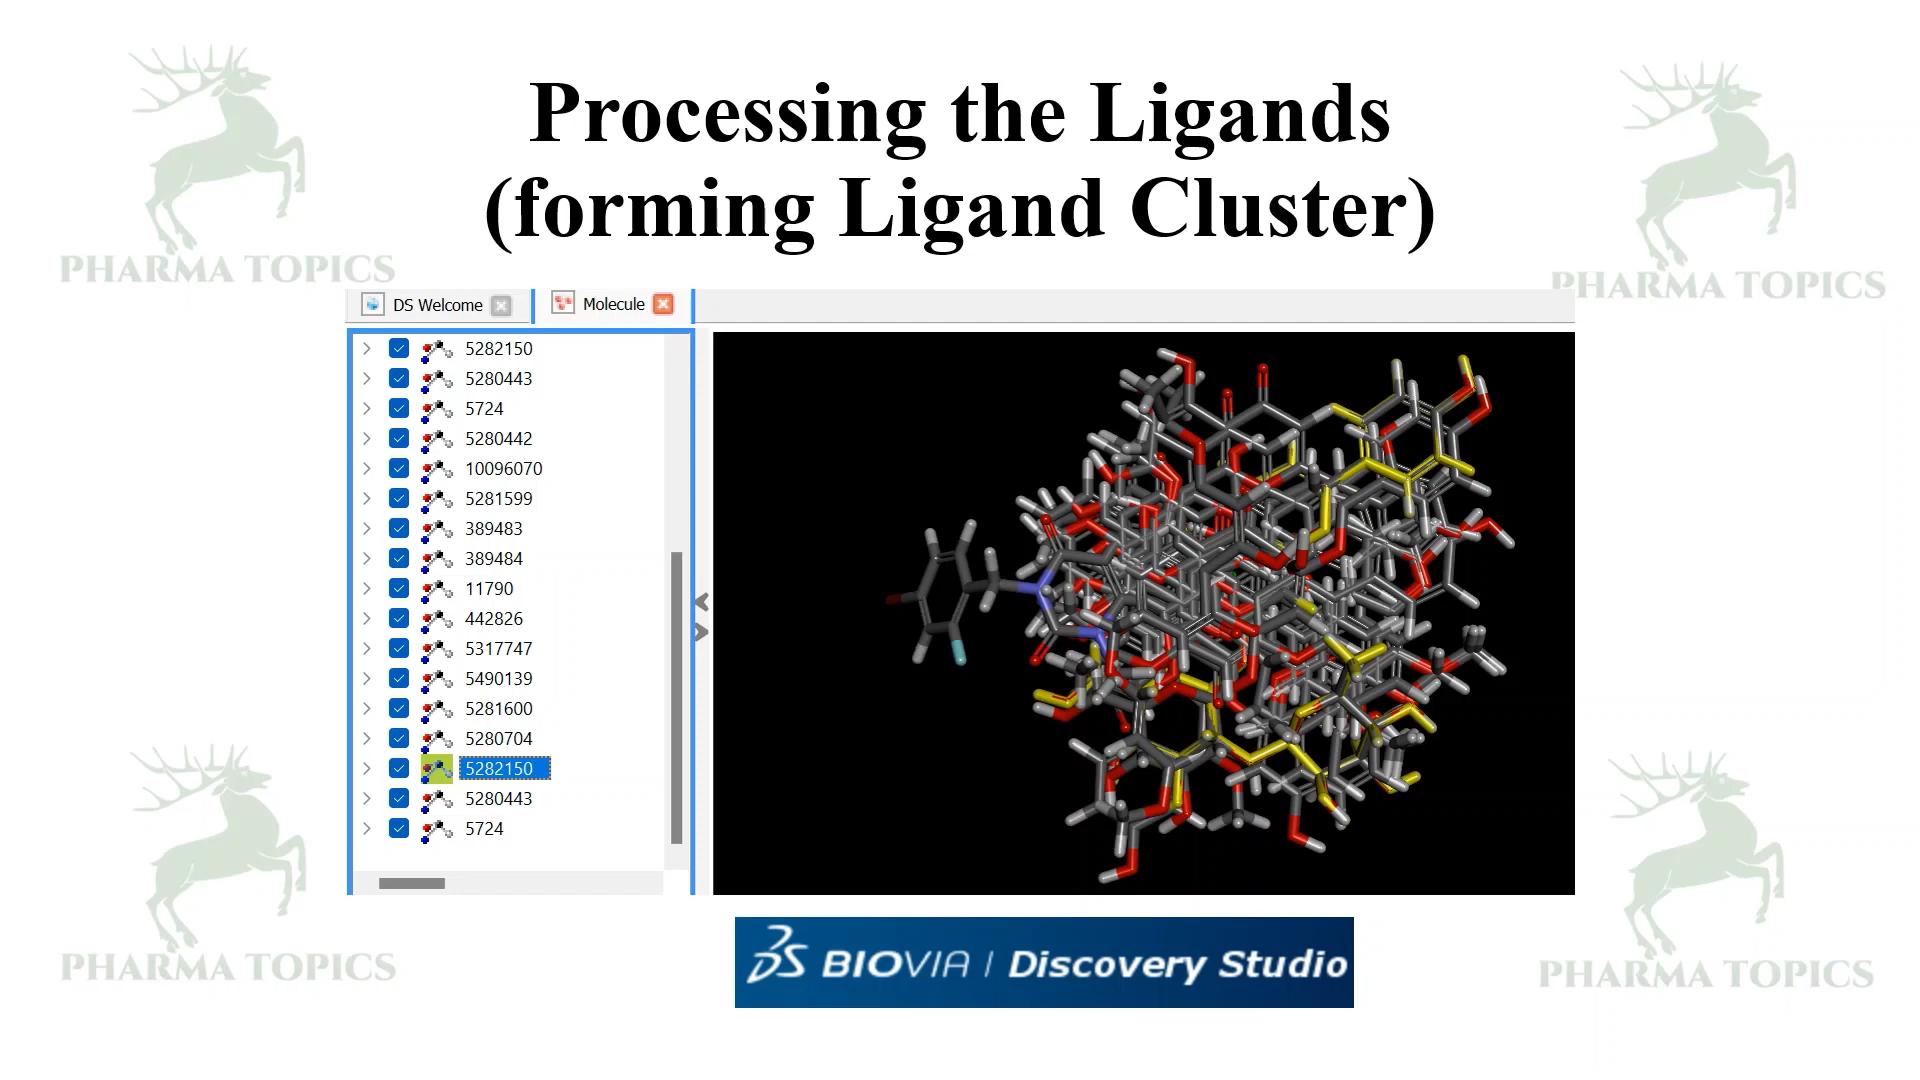 Processing the Ligands
(forming Ligand Cluster)
PHARMA TOPICS
PHARMA TOPICS
DS Welcome
Molecule
5282150
5280443
5724
5280442
10096070
5281599
389483
389484
11790
442826
5317747
5490139
5281600
5280704
5282150
5280443
5724
PHARMA TOPICS
PHARMA TOPICS
DS BIOVIA | Discovery Studio